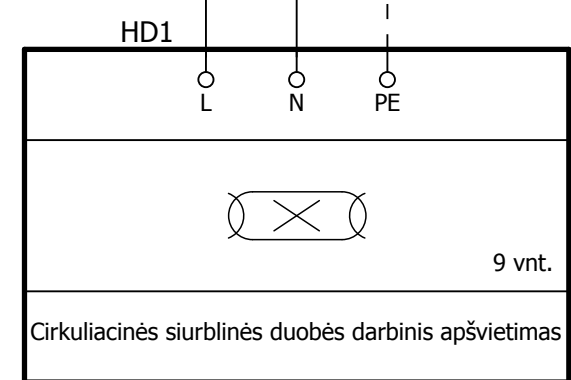 HD1
L N PE
9 vnt.
Cirkuliacinės siurblinės duobės darbinis apšvietimas